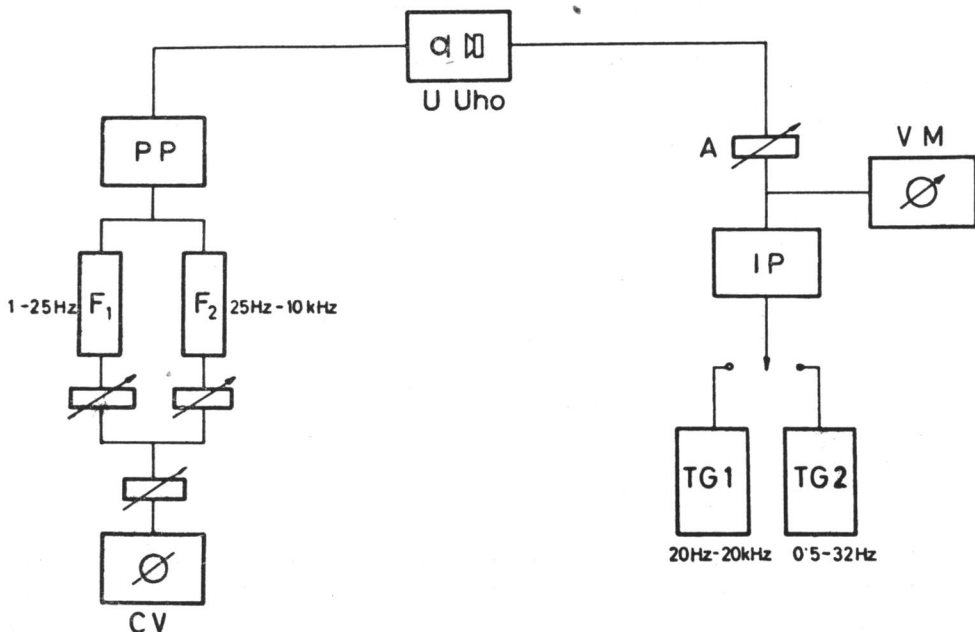 U Uho
PP
A
VM
IP
1-25Hz
F1
F2
25Hz-10kHz
TG1
TG2
20Hz-20kHz
0·5-32Hz
CV